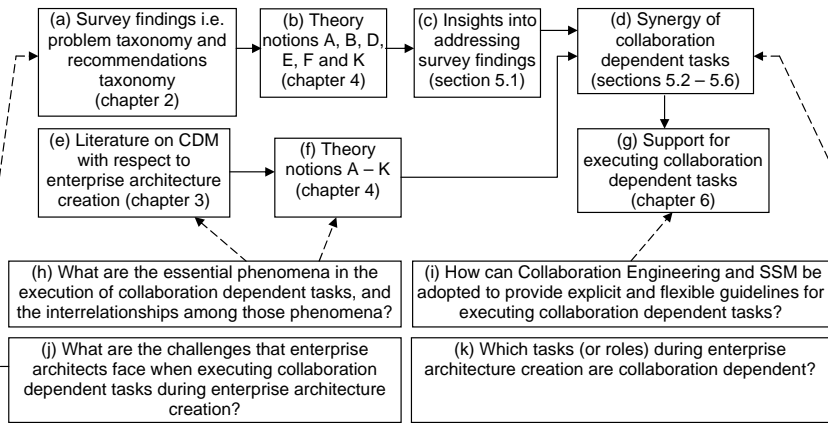 (a) Survey findings i.e.
problem taxonomy and
recommendations
taxonomy
(chapter 2)
(b) Theory
notions A, B, D,
E, F and K
(chapter 4)
(c) Insights into
addressing
survey findings
(section 5.1)
(d) Synergy of
collaboration
dependent tasks
(sections 5.2 – 5.6)
(e) Literature on CDM
with respect to
enterprise architecture
creation (chapter 3)
(f) Theory
notions A – K
(chapter 4)
(g) Support for
executing collaboration
dependent tasks
(chapter 6)
(h) What are the essential phenomena in the
execution of collaboration dependent tasks, and
the interrelationships among those phenomena?
(i) How can Collaboration Engineering and SSM be
adopted to provide explicit and flexible guidelines for
executing collaboration dependent tasks?
(j) What are the challenges that enterprise
architects face when executing collaboration
dependent tasks during enterprise architecture
creation?
(k) Which tasks (or roles) during enterprise
architecture creation are collaboration dependent?